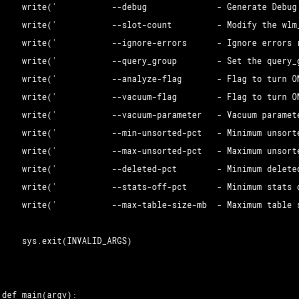 write('            --debug               - Generate Debug
write('            --slot-count          - Modify the wlm_
write('            --ignore-errors       - Ignore errors
write('            --query_group         - Set the query_g
write('            --analyze-flag        - Flag to turn ON
write('            --vacuum-flag         - Flag to turn ON
write('            --vacuum-parameter    - Vacuum paramete
write('            --min-unsorted-pct    - Minimum unsorte
write('            --max-unsorted-pct    - Maximum unsorte
write('            --deleted-pct         - Minimum deleted
write('            --stats-off-pct       - Minimum stats o
write('            --max-table-size-mb   - Maximum table s
sys.exit(INVALID_ARGS)
def main(argv):